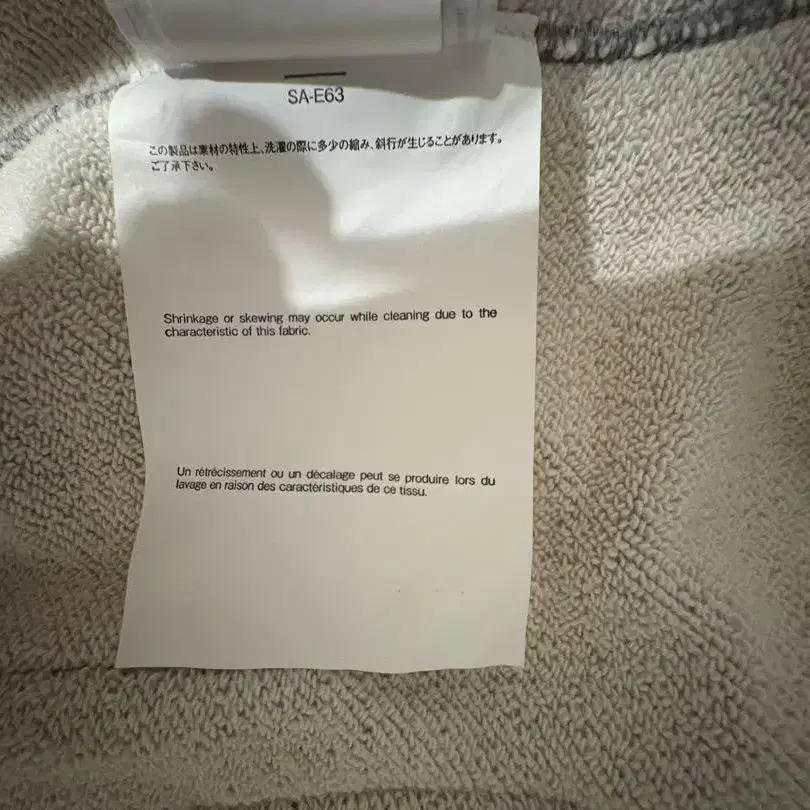 SA-E63
この製品は素材の特性上、洗濯の際に多少の縮み、斜行が生じることがあります。
ご了承下さい。
Shrinkage or skewing may occur while cleaning due to the
characteristic of this fabric.
Un rétrécissement ou un décalage peut se produire lors du
lavage en raison des caractéristiques de ce tissu.